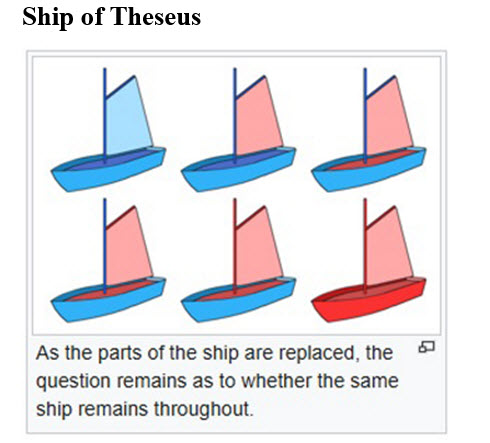 Ship of Theseus
As the parts of the ship are replaced, the
question remains as to whether the same
ship remains throughout.